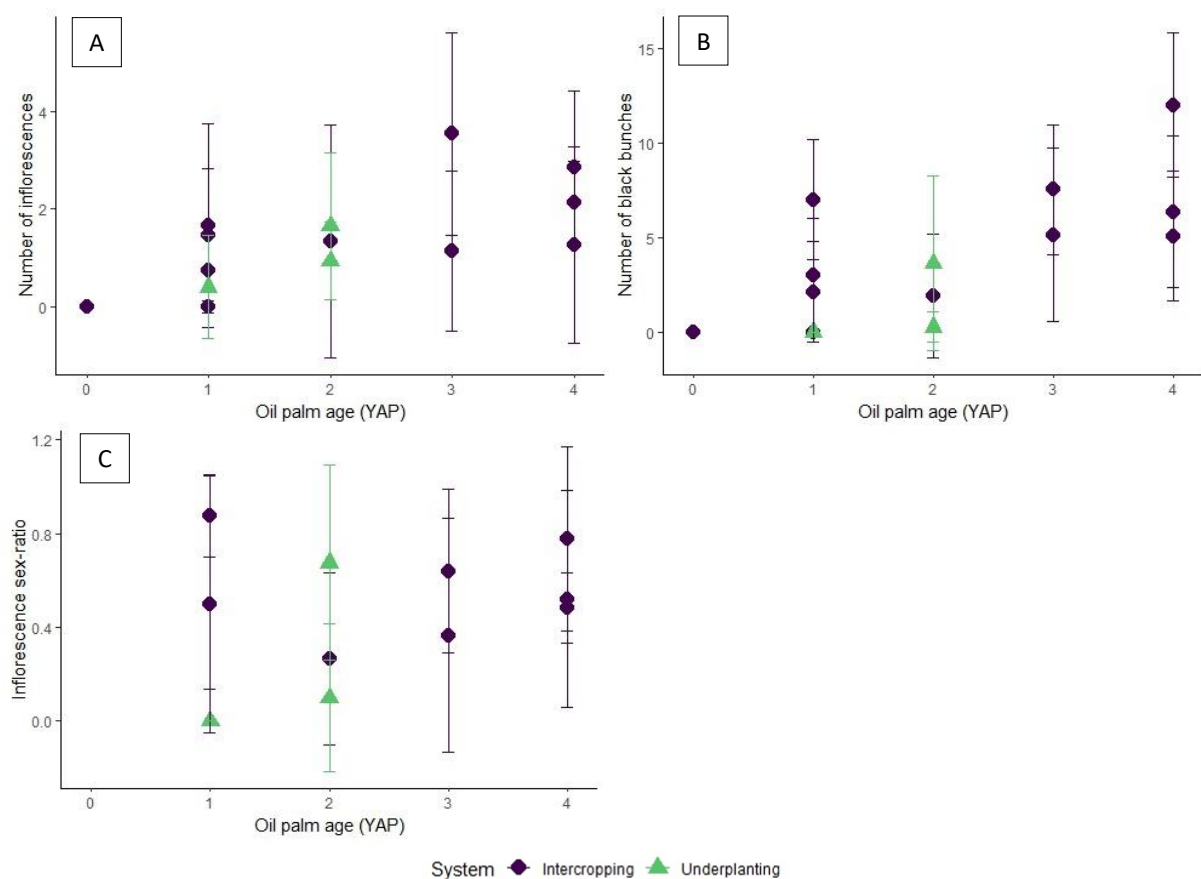 A
Number of inflorescences
4
2
0
0 1 2 3 4
Oil palm age (YAP)
B
Number of black bunches
15
10
5
0
0 1 2 3 4
Oil palm age (YAP)
C
Inflorescence sex-ratio
1.2
0.8
0.4
0.0
0 1 2 3 4
Oil palm age (YAP)
System Intercropping Underplanting